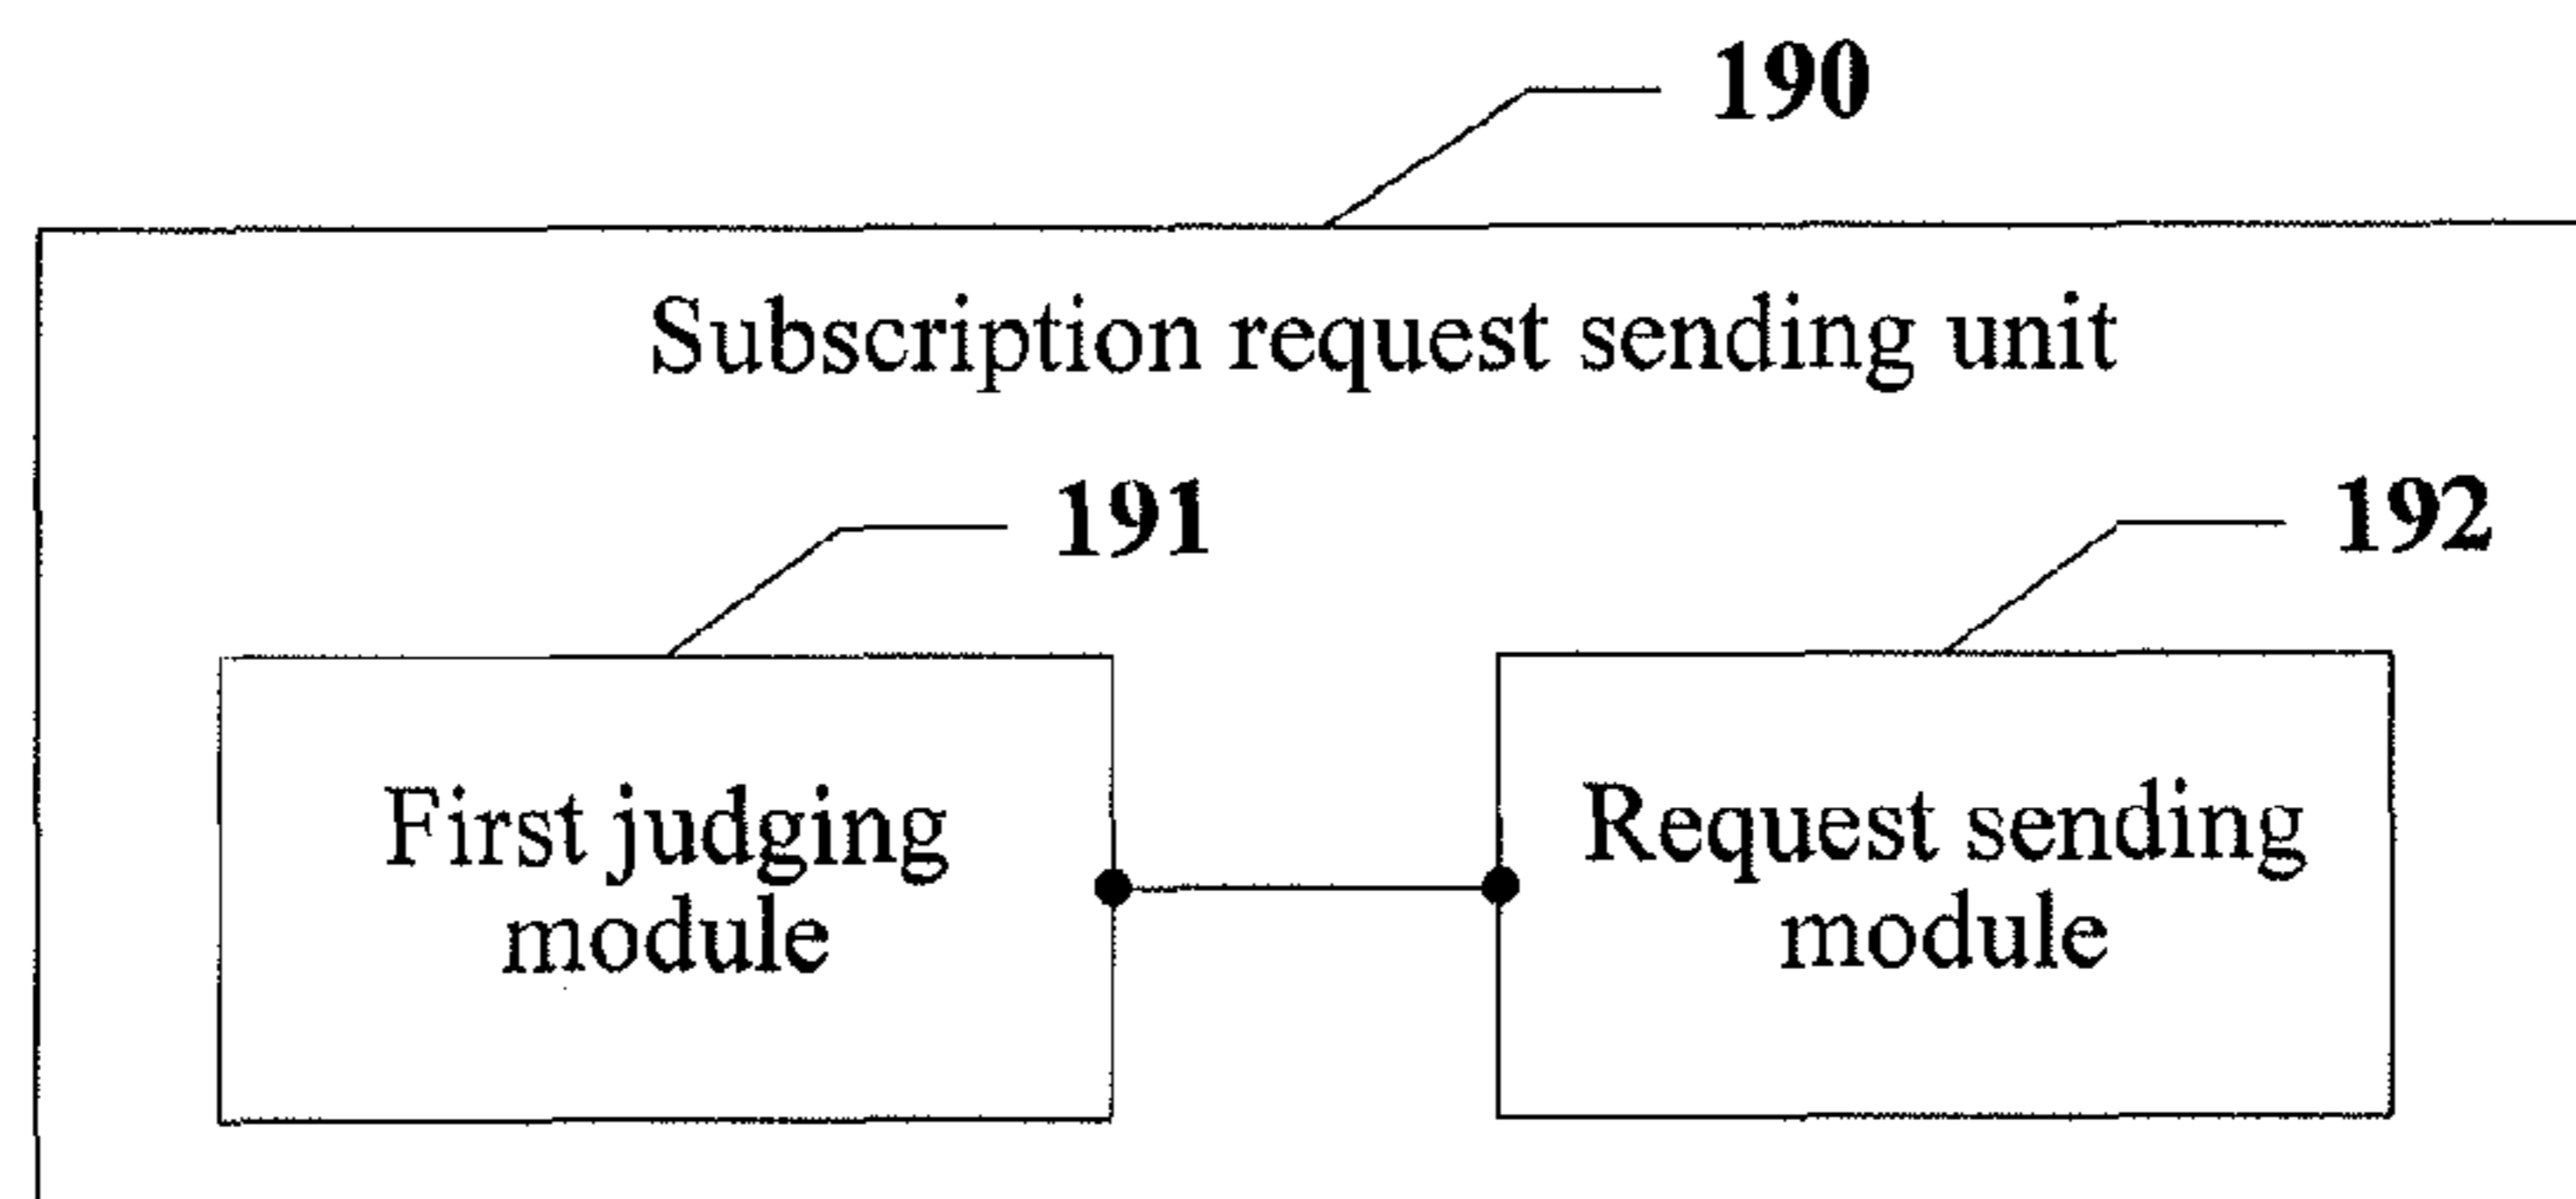 190
Subscription request sending unit
191
192
First judging
module
Request sending
module